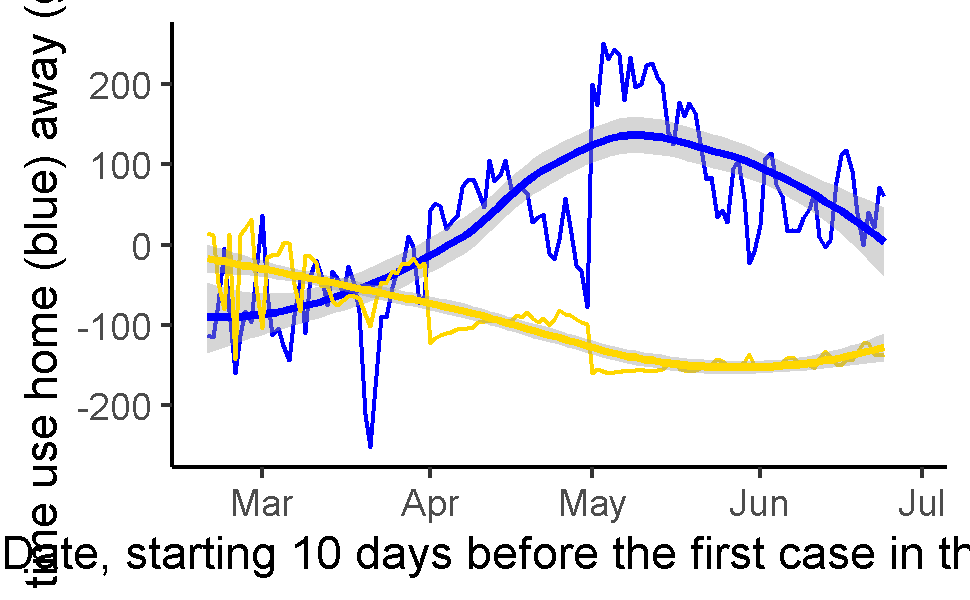 time use home (blue) away (
200
100
0
-100
-200
Mar Apr May Jun Jul
Date, starting 10 days before the first case in th